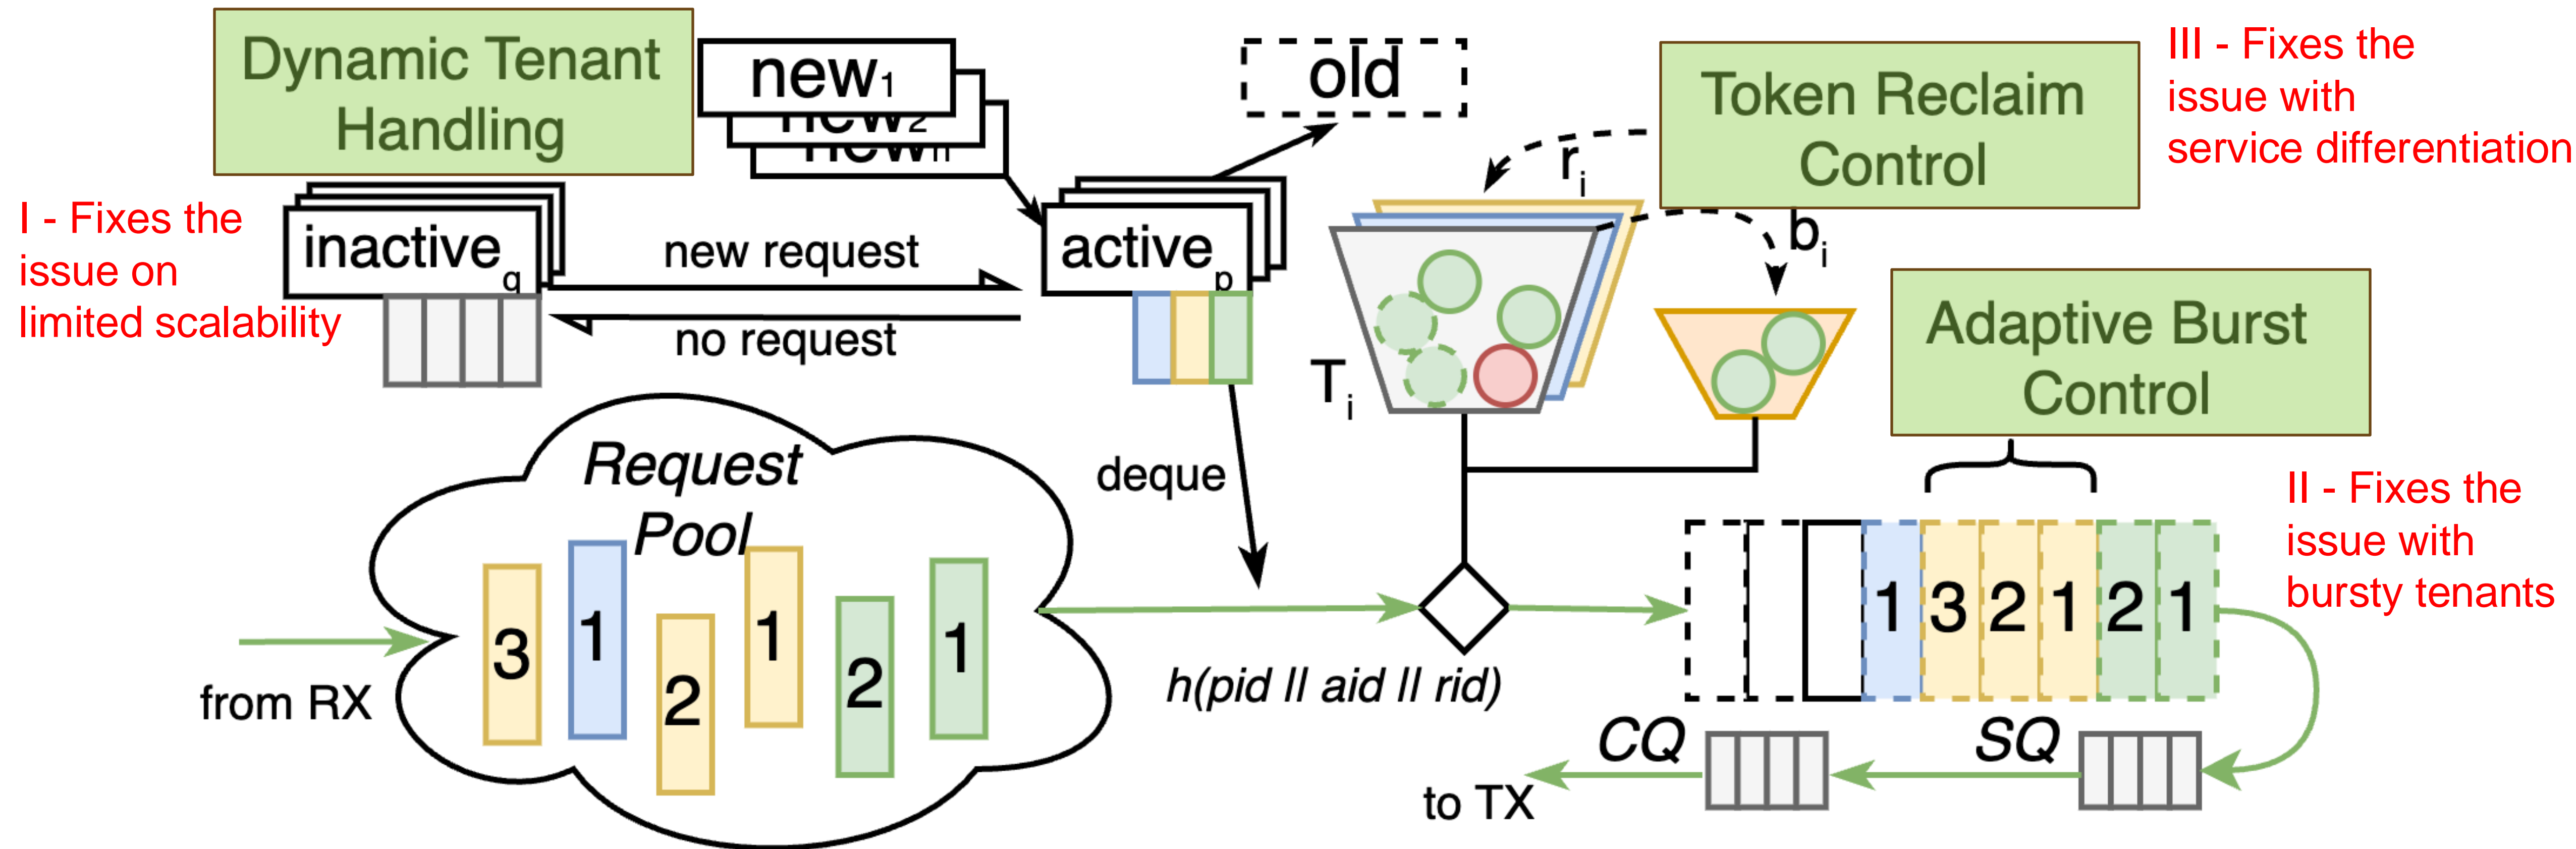 Dynamic Tenant
Handling
new1
new2
newn
old
Token Reclaim
Control
III - Fixes the
issue with
service differentiation
I - Fixes the
issue on
limited scalability
inactiveq
new request
no request
activep
ri
bi
Ti
Adaptive Burst
Control
II - Fixes the
issue with
bursty tenants
Request
Pool
deque
3
1
2
1
2
1
from RX
h(pid || aid || rid)
1 3 2 1 2 1
CQ
SQ
to TX